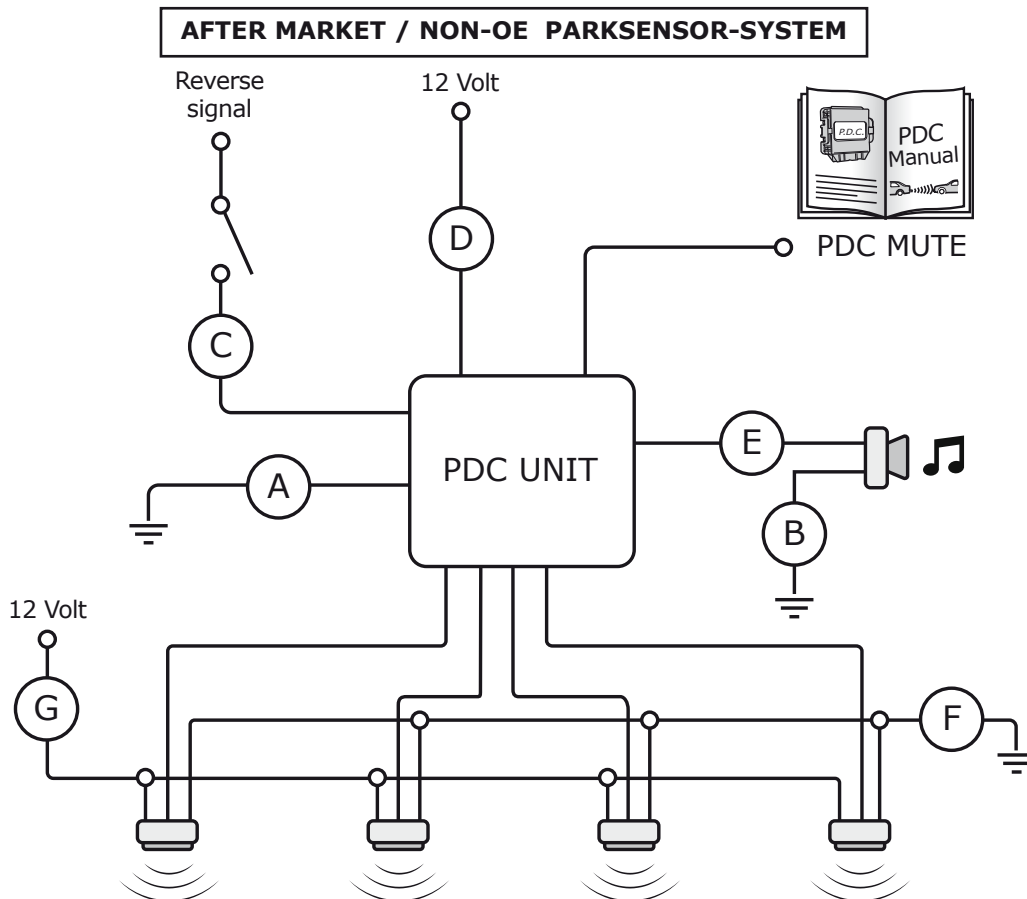 AFTER MARKET / NON-OE PARKSENSOR-SYSTEM
Reverse
signal
12 Volt
P.D.C.
PDC
Manual
PDC MUTE
D
C
PDC UNIT
E
A
B
12 Volt
G
F